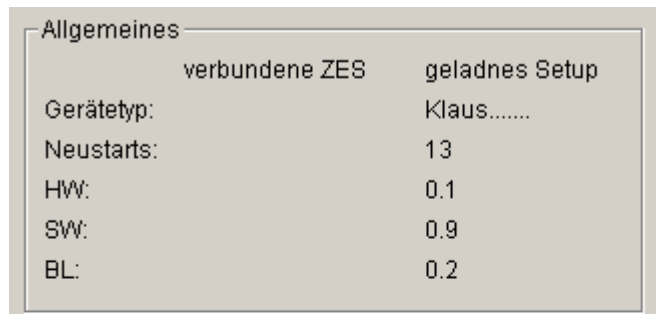 Allgemeines
verbundene ZES geladnes Setup
Gerätetyp: Klaus.......
Neustarts: 13
HW: 0.1
SW: 0.9
BL: 0.2